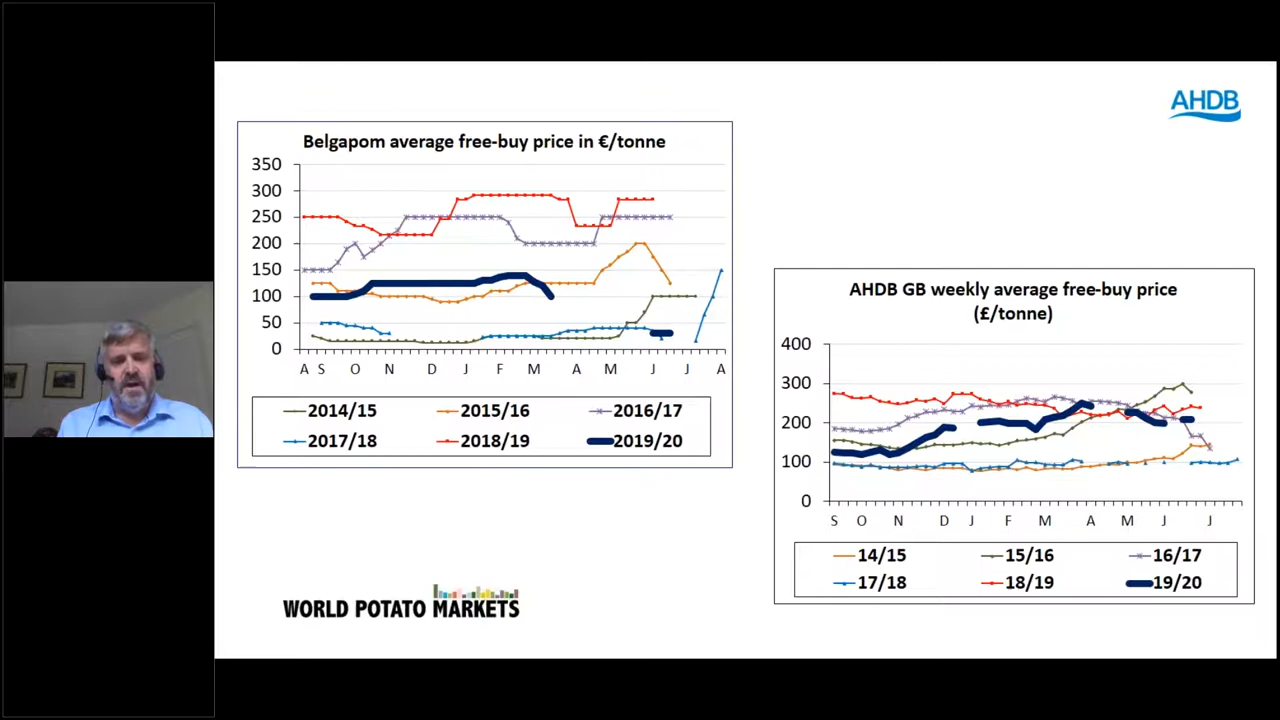 AHDB
Belgapom average free-buy price in €/tonne
350
300
250
200
150
100
50
0
A S O N D J F M A M J J A
2014/15 2015/16 2016/17
2017/18 2018/19 2019/20
AHDB GB weekly average free-buy price
(£/tonne)
400
300
200
100
0
S O N D J F M A M J J
14/15 15/16 16/17
17/18 18/19 19/20
WORLD POTATO MARKETS